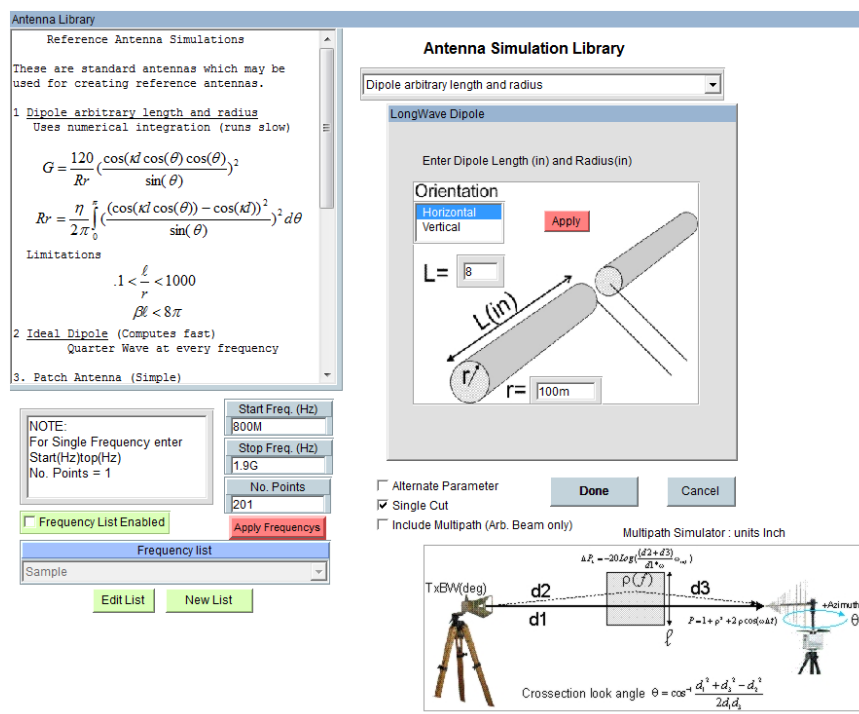 Antenna Library
Reference Antenna Simulations
These are standard antennas which may be
used for creating reference antennas.
1 Dipole arbitrary length and radius
Uses numerical integration (runs slow)
G = 120/Rr (cos(κl cos(θ) cos(θ)/sin(θ))²
Rr = η/2π ∫₀^π ((cos(κl cos(θ)) − cos(κl))²/sin(θ))² dθ
Limitations
.1 < ℓ/r < 1000
βℓ < 8π
2 Ideal Dipole (Computes fast)
Quarter Wave at every frequency
3. Patch Antenna (Simple)
NOTE:
For Single Frequency enter
Start(Hz)top(Hz)
No. Points = 1
Start Freq. (Hz)
800M
Stop Freq. (Hz)
1.9G
No. Points
201
Frequency List Enabled
Apply Frequencys
Frequency list
Sample
Edit List
New List
Antenna Simulation Library
Dipole arbitrary length and radius
LongWave Dipole
Enter Dipole Length (in) and Radius(in)
Orientation
Horizontal
Vertical
Apply
L= 8
L(in)
r
r= 100m
Alternate Parameter
Single Cut
Include Multipath (Arb. Beam only)
Done
Cancel
Multipath Simulator : units Inch
TxBW(deg)
d2
d1
ρ(f)
d3
ℓ
P=1+ρ²+2ρcos(ωΔt)
+Azimuth
θ
Crossection look angle θ = cos⁻¹ (d₁² + d₃² − d₂²)/(2d₁d₃)